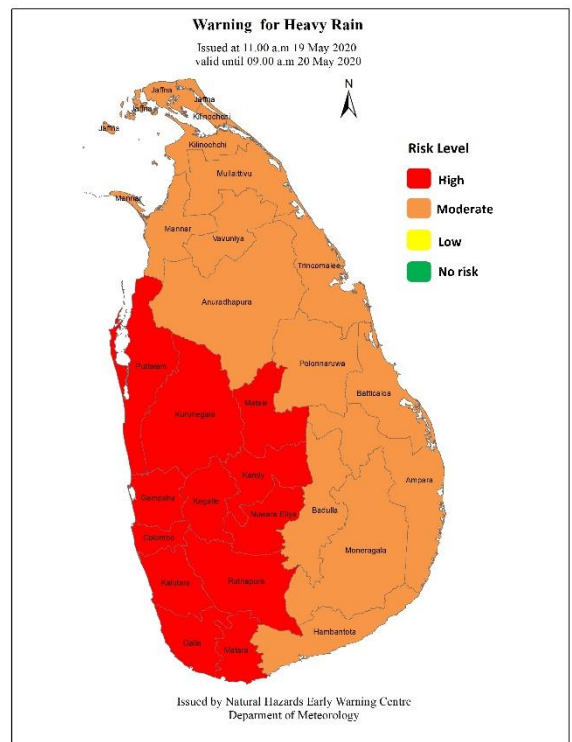 Warning for Heavy Rain
Issued at 11.00 a.m 19 May 2020
valid until 09.00 a.m 20 May 2020
N
Jaffna
Jaffna
Jaffna
Kilinochchi
Jaffna
Kilinochchi
Mullaittivu
Mannar
Mannar
Vavuniya
Trincomalee
Anuradhapura
Polonnaruwa
Puttalam
Batticaloa
Matale
Kurunegala
Kandy
Ampara
Gampaha
Kegalle
Badulla
Nuwara Eliya
Colombo
Moneragala
Kalutara
Ratnapura
Hambantota
Galle
Matara
Risk Level
High
Moderate
Low
No risk
Issued by Natural Hazards Early Warning Centre
Deparment of Meteorology